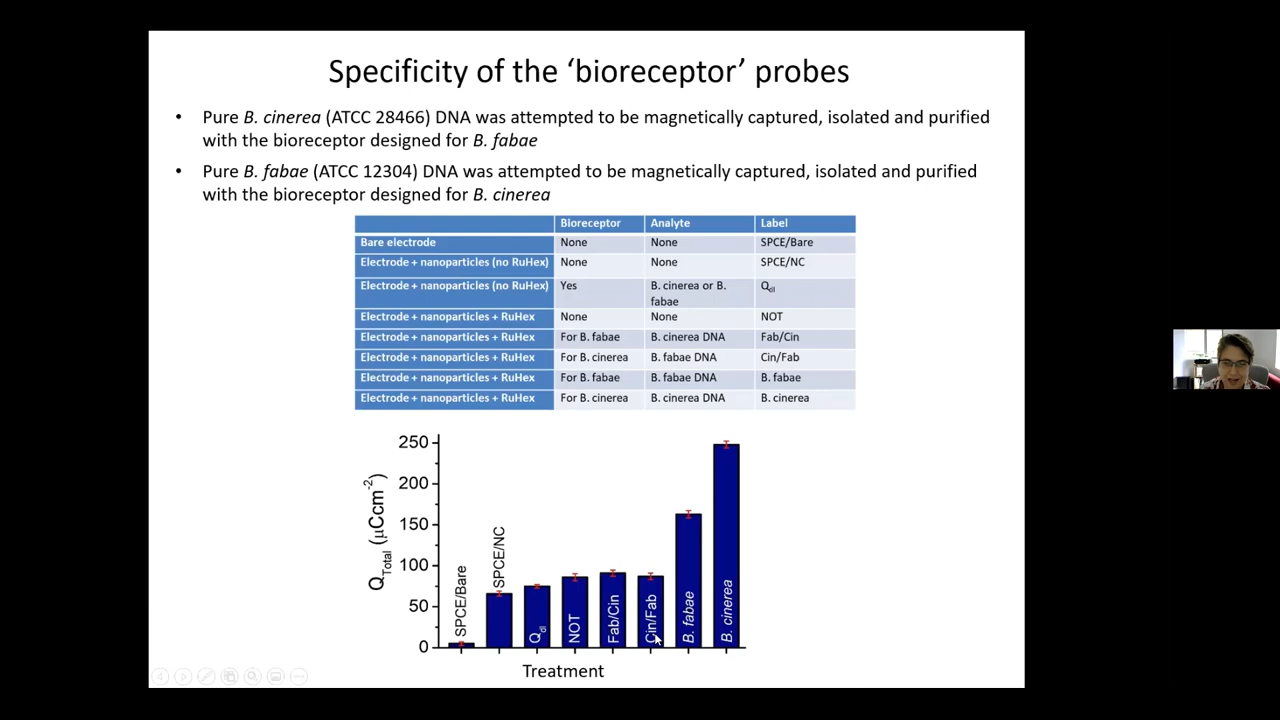 Specificity of the ‘bioreceptor’ probes
• Pure B. cinerea (ATCC 28466) DNA was attempted to be magnetically captured, isolated and purified
with the bioreceptor designed for B. fabae
• Pure B. fabae (ATCC 12304) DNA was attempted to be magnetically captured, isolated and purified
with the bioreceptor designed for B. cinerea
Bioreceptor Analyte Label
Bare electrode None None SPCE/Bare
Electrode + nanoparticles (no RuHex) None None SPCE/NC
Electrode + nanoparticles (no RuHex) Yes B. cinerea or B. fabae Qdl
Electrode + nanoparticles + RuHex None None NOT
Electrode + nanoparticles + RuHex For B. fabae B. cinerea DNA Fab/Cin
Electrode + nanoparticles + RuHex For B. cinerea B. fabae DNA Cin/Fab
Electrode + nanoparticles + RuHex For B. fabae B. fabae DNA B. fabae
Electrode + nanoparticles + RuHex For B. cinerea B. cinerea DNA B. cinerea
QTotal (µCcm-2)
250
200
150
100
50
0
SPCE/Bare
SPCE/NC
Qdl
NOT
Fab/Cin
Cin/Fab
B. fabae
B. cinerea
Treatment